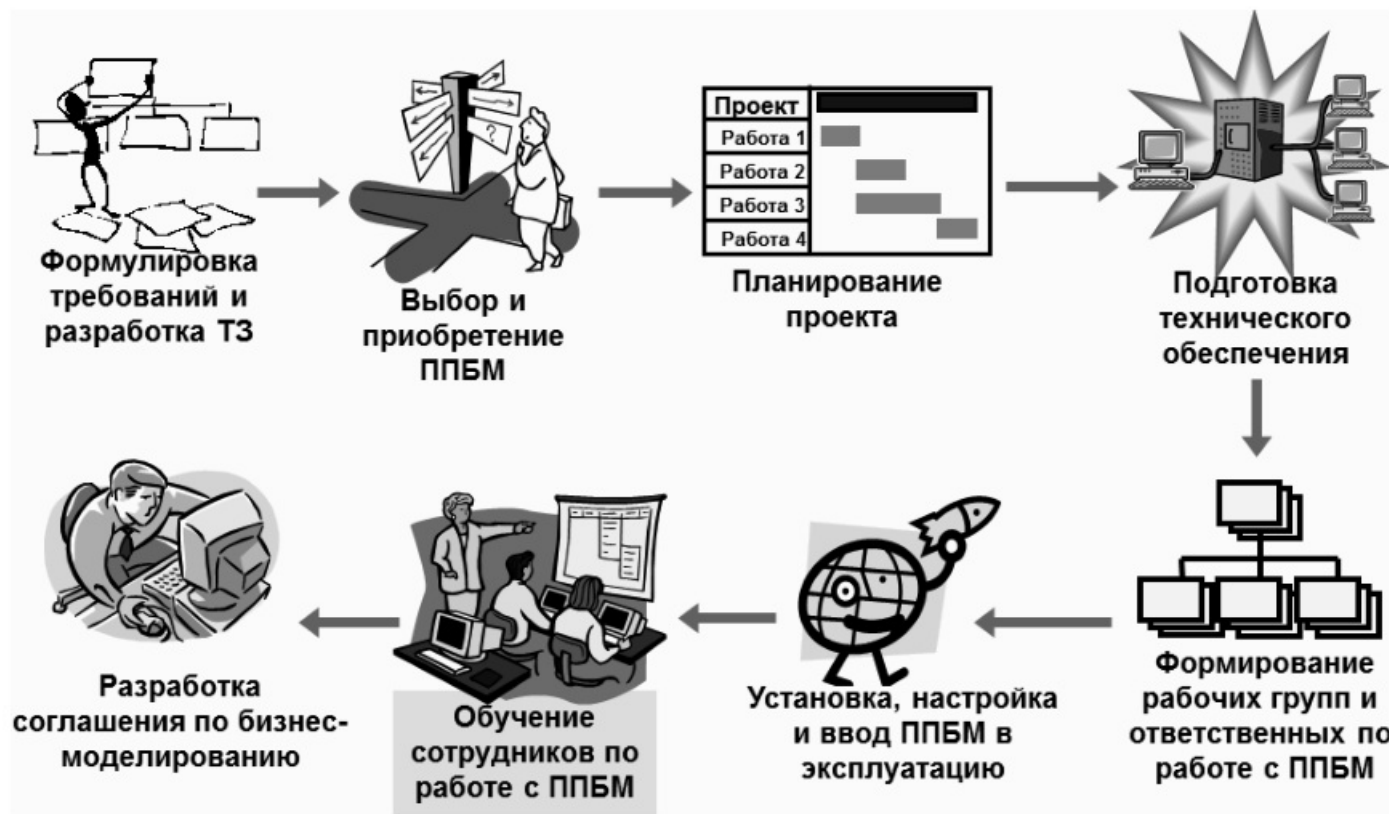 Формулировка
требований и
разработка ТЗ
?
Выбор и
приобретение
ППБМ
Проект
Работа 1
Работа 2
Работа 3
Работа 4
Планирование
проекта
Подготовка
технического
обеспечения
Формирование
рабочих групп и
ответственных по
работе с ППБМ
Установка, настройка
и ввод ППБМ в
эксплуатацию
Обучение
сотрудников по
работе с ППБМ
Разработка
соглашения по бизнес-
моделированию